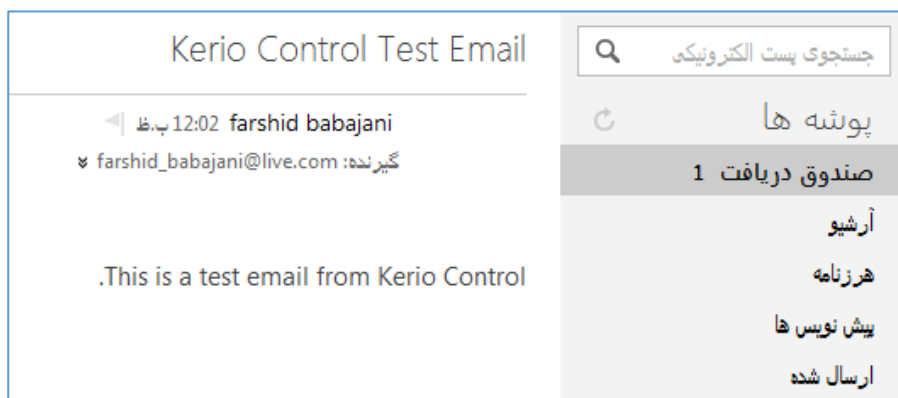 جستجوی پست الکترونیکی
پوشه ها
صندوق دریافت 1
آرشیو
هرزنامه
پیش نویس ها
ارسال شده
Kerio Control Test Email
farshid babajani 12:02 ب.ظ
گیرنده: farshid_babajani@live.com
This is a test email from Kerio Control.